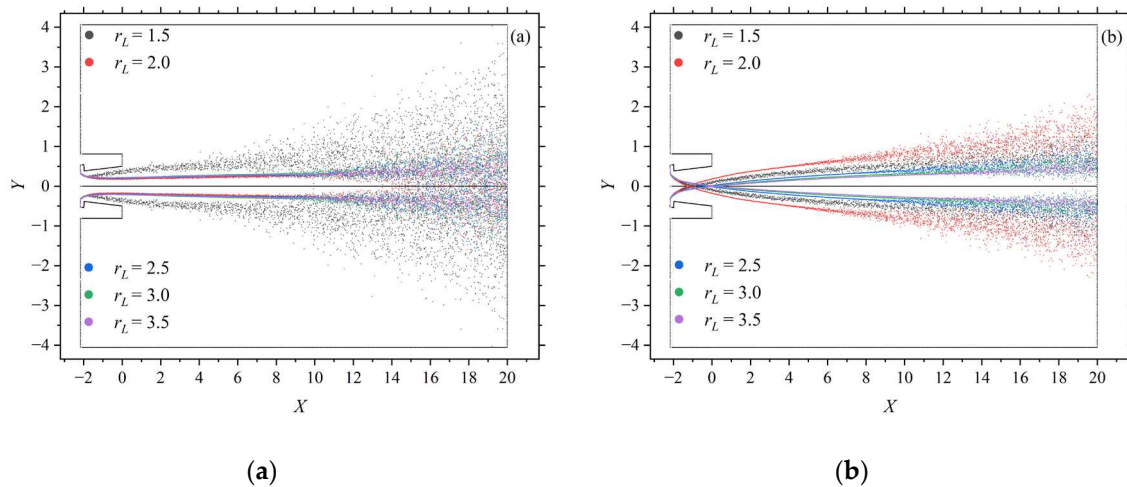 (a)
r_L = 1.5
r_L = 2.0
r_L = 2.5
r_L = 3.0
r_L = 3.5
4
3
2
1
0
−1
−2
−3
−4
Y
−2 0 2 4 6 8 10 12 14 16 18 20
X
(a)
(b)
r_L = 1.5
r_L = 2.0
r_L = 2.5
r_L = 3.0
r_L = 3.5
4
3
2
1
0
−1
−2
−3
−4
Y
−2 0 2 4 6 8 10 12 14 16 18 20
X
(b)